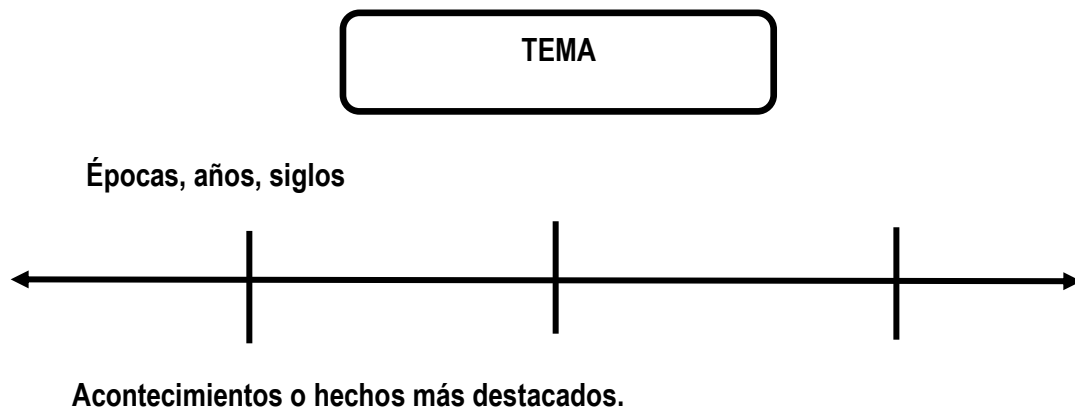 TEMA
Épocas, años, siglos
Acontecimientos o hechos más destacados.